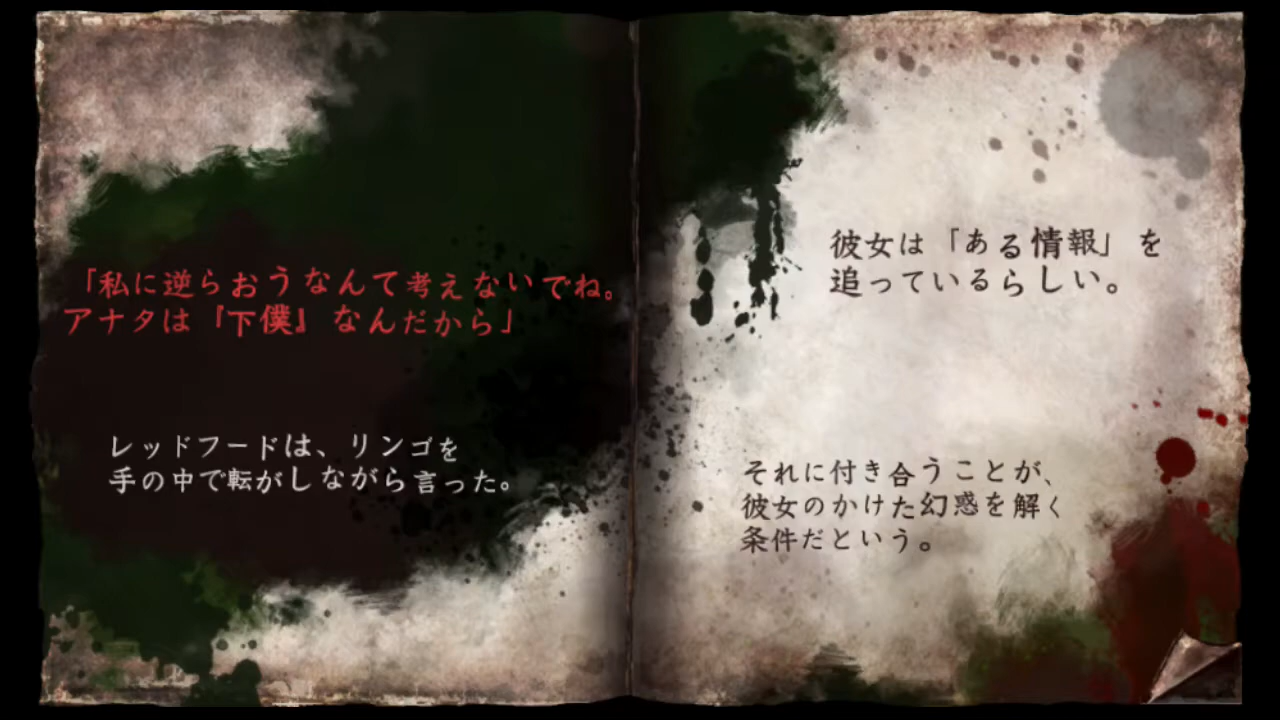 「私に逆らおうなんて考えないでね。
アナタは『下僕』なんだから」
レッドフードは、リンゴを
手の中で転がしながら言った。
彼女は「ある情報」を
追っているらしい。
それに付き合うことが、
彼女のかけた幻惑を解く
条件だという。